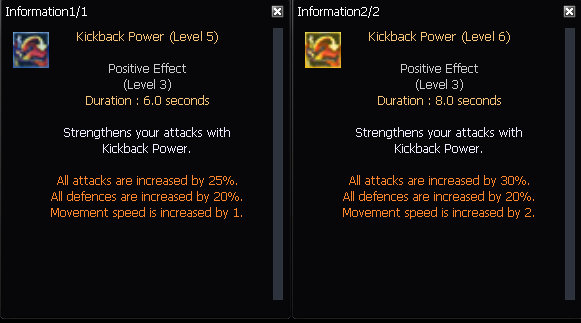 Information1/1
Kickback Power (Level 5)
Positive Effect
(Level 3)
Duration : 6.0 seconds
Strengthens your attacks with
Kickback Power.
All attacks are increased by 25%.
All defences are increased by 20%.
Movement speed is increased by 1.
Information2/2
Kickback Power (Level 6)
Positive Effect
(Level 3)
Duration : 8.0 seconds
Strengthens your attacks with
Kickback Power.
All attacks are increased by 30%.
All defences are increased by 20%.
Movement speed is increased by 2.